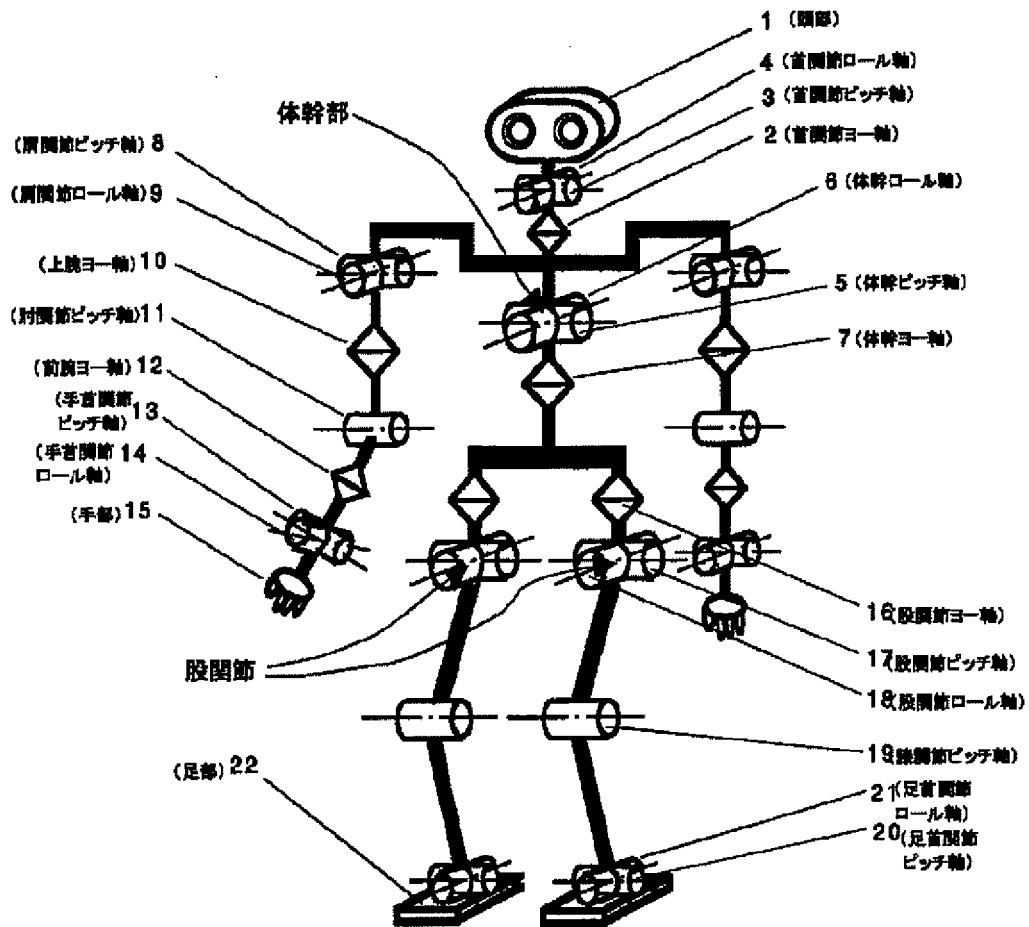 1 (頭部)
4 (首関節ロール軸)
3 (首関節ピッチ軸)
2 (首関節ヨー軸)
体幹部
6 (体幹ロール軸)
(肩関節ピッチ軸) 8
(肩関節ロール軸) 9
(上腕ヨー軸) 10
5 (体幹ピッチ軸)
(肘関節ピッチ軸) 11
7 (体幹ヨー軸)
(前腕ヨー軸) 12
(手首関節
ピッチ軸) 13
(手首関節 14
ロール軸)
(手部) 15
16(股関節ヨー軸)
17(股関節ピッチ軸)
股関節
18(股関節ロール軸)
19(膝関節ピッチ軸)
(足部) 22
21(足首関節
ロール軸)
20(足首関節
ピッチ軸)